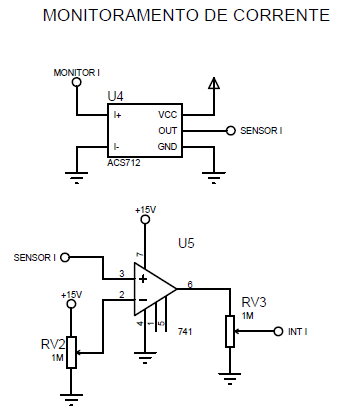 MONITORAMENTO DE CORRENTE
MONITOR I
U4
I+
VCC
OUT
SENSOR I
I-
GND
ACS712
+15V
U5
SENSOR I
7
3
+15V
2
6
RV3
1M
4
1
5
INT I
741
RV2
1M